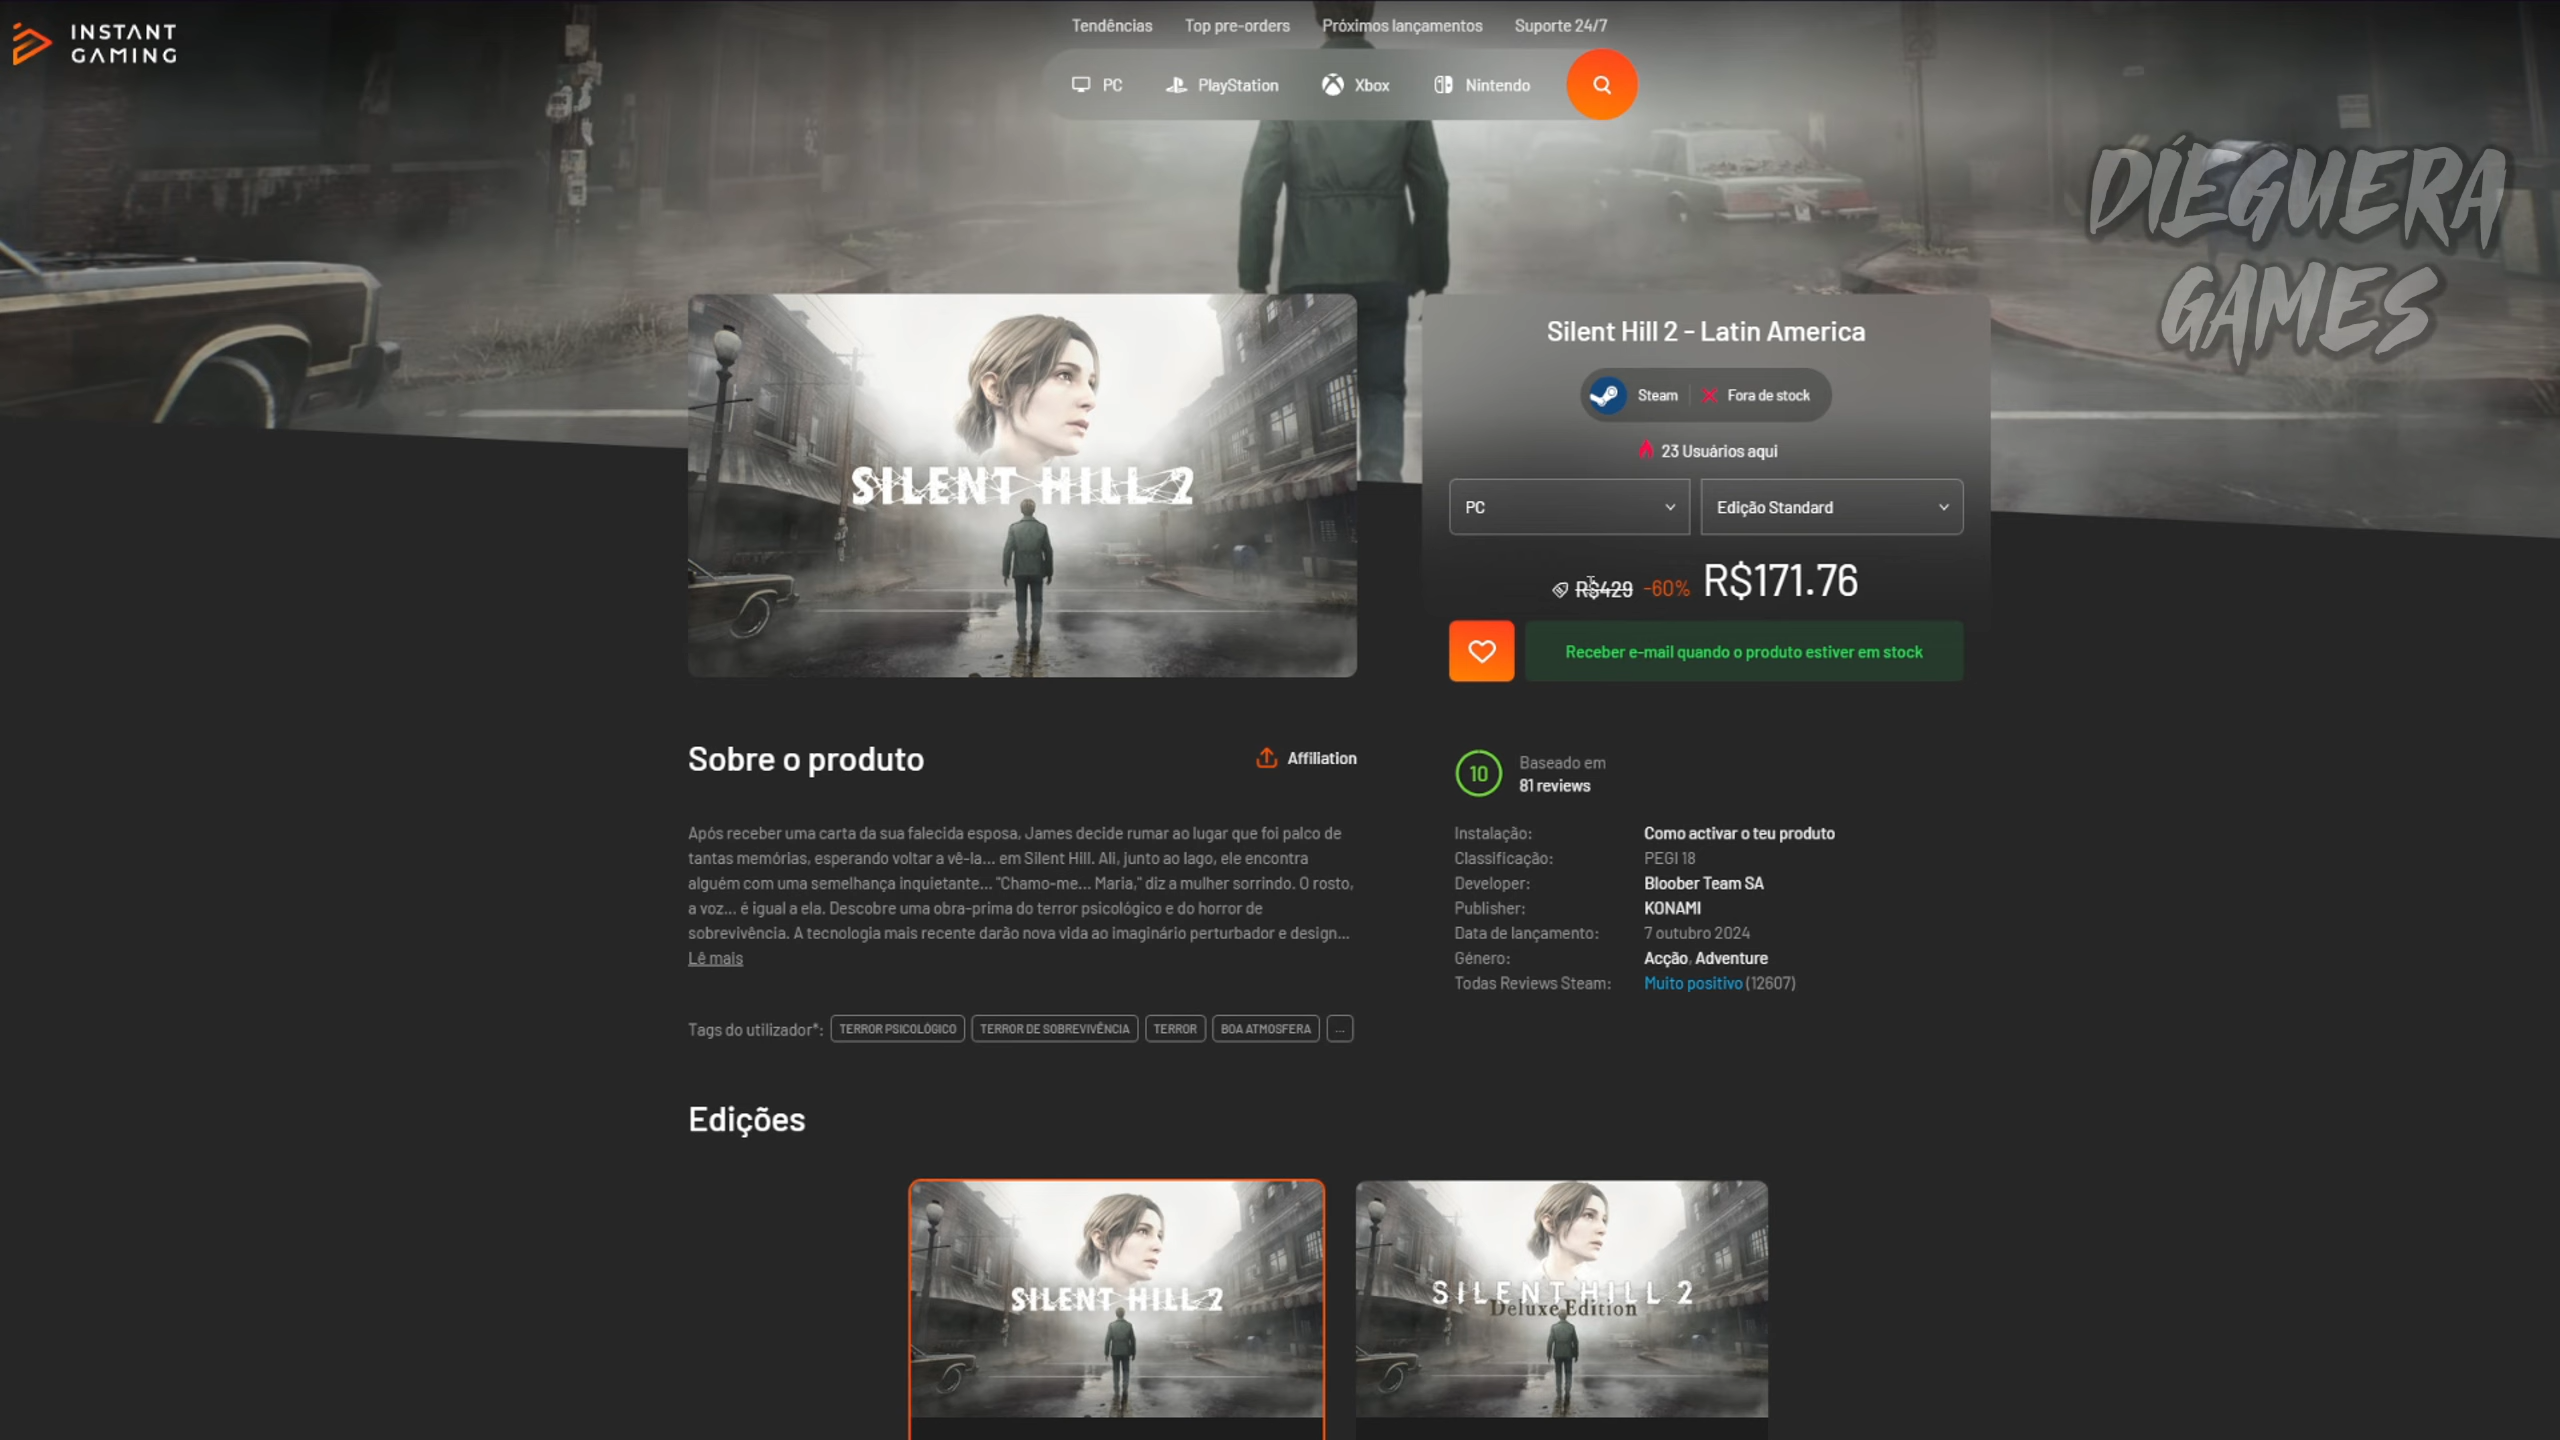 INSTANT
GAMING
Tendências Top pre-orders Próximos lançamentos Suporte 24/7
PC PlayStation Xbox Nintendo
DIEGUERA
GAMES
SILENT HILL 2
Silent Hill 2 - Latin America
Steam Fora de stock
23 Usuários aqui
PC Edição Standard
R$429 -60% R$171.76
Receber e-mail quando o produto estiver em stock
Sobre o produto Affiliation
Após receber uma carta da sua falecida esposa, James decide rumar ao lugar que foi palco de
tantas memórias, esperando voltar a vê-la... em Silent Hill. Ali, junto ao lago, ele encontra
alguém com uma semelhança inquietante... "Chamo-me... Maria," diz a mulher sorrindo. O rosto,
a voz... é igual a ela. Descobre uma obra-prima do terror psicológico e do horror de
sobrevivência. A tecnologia mais recente darão nova vida ao imaginário perturbador e design...
Lê mais
Tags do utilizador*: TERROR PSICOLÓGICO TERROR DE SOBREVIVÊNCIA TERROR BOA ATMOSFERA ...
10 Baseado em
81 reviews
Instalação: Como activar o teu produto
Classificação: PEGI 18
Developer: Bloober Team SA
Publisher: KONAMI
Data de lançamento: 7 outubro 2024
Género: Acção, Adventure
Todas Reviews Steam: Muito positivo (12607)
Edições
SILENT HILL 2
SILENT HILL 2
Deluxe Edition